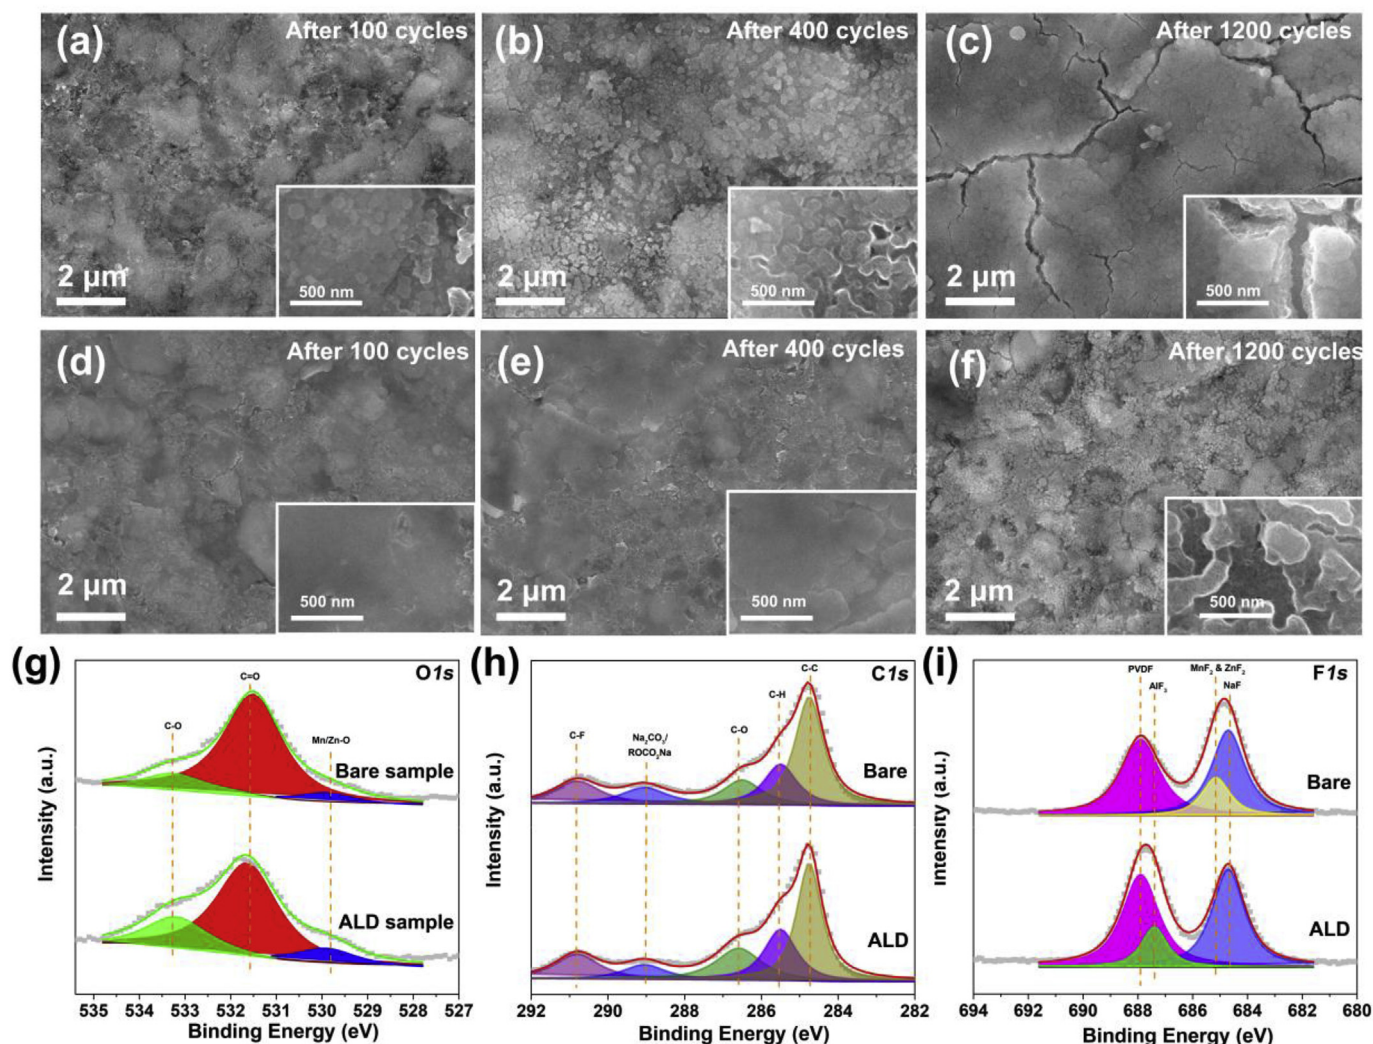 (a) After 100 cycles
2 μm
500 nm
(b) After 400 cycles
2 μm
500 nm
(c) After 1200 cycles
2 μm
500 nm
(d) After 100 cycles
2 μm
500 nm
(e) After 400 cycles
2 μm
500 nm
(f) After 1200 cycles
2 μm
500 nm
(g)
O1s
C=O
C-O
Mn/Zn-O
Bare sample
ALD sample
Intensity (a.u.)
535 534 533 532 531 530 529 528 527
Binding Energy (eV)
(h)
C1s
C-C
C-H
C-O
Na₂CO₃/
ROCO₂Na
C-F
Bare
ALD
Intensity (a.u.)
292 290 288 286 284 282
Binding Energy (eV)
(i)
F1s
PVDF
AlF₃
MnF₂ & ZnF₂
NaF
Bare
ALD
Intensity (a.u.)
694 692 690 688 686 684 682 680
Binding Energy (eV)